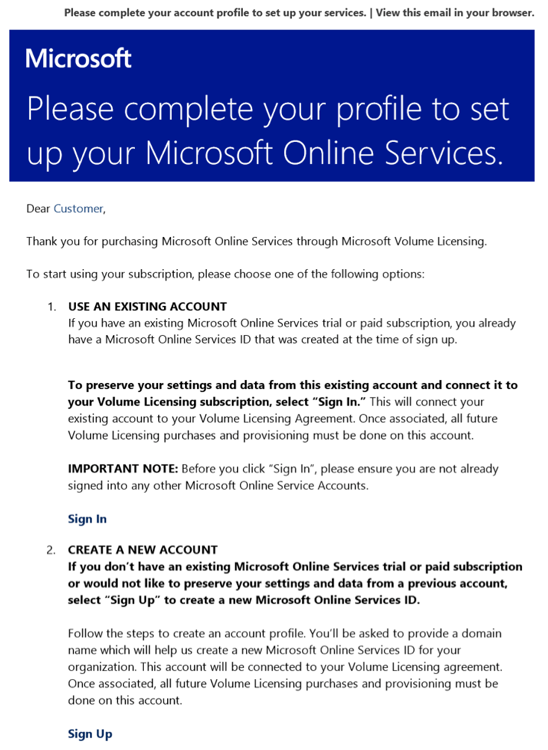 Please complete your account profile to set up your services. | View this email in your browser.
Microsoft
Please complete your profile to set
up your Microsoft Online Services.
Dear Customer,
Thank you for purchasing Microsoft Online Services through Microsoft Volume Licensing.
To start using your subscription, please choose one of the following options:
1. USE AN EXISTING ACCOUNT
If you have an existing Microsoft Online Services trial or paid subscription, you already
have a Microsoft Online Services ID that was created at the time of sign up.
To preserve your settings and data from this existing account and connect it to
your Volume Licensing subscription, select “Sign In.” This will connect your
existing account to your Volume Licensing Agreement. Once associated, all future
Volume Licensing purchases and provisioning must be done on this account.
IMPORTANT NOTE: Before you click “Sign In”, please ensure you are not already
signed into any other Microsoft Online Service Accounts.
Sign In
2. CREATE A NEW ACCOUNT
If you don’t have an existing Microsoft Online Services trial or paid subscription
or would not like to preserve your settings and data from a previous account,
select “Sign Up” to create a new Microsoft Online Services ID.
Follow the steps to create an account profile. You’ll be asked to provide a domain
name which will help us create a new Microsoft Online Services ID for your
organization. This account will be connected to your Volume Licensing agreement.
Once associated, all future Volume Licensing purchases and provisioning must be
done on this account.
Sign Up